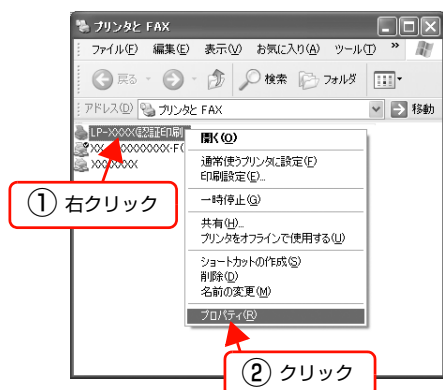 プリンタと FAX
ファイル(F) 編集(E) 表示(V) お気に入り(A) ツール(T) »
戻る 検索 フォルダ
アドレス(D) プリンタと FAX 移動
LP-XXXX(認証印刷
XX-XXXXXXXX-F(
XXXXXXX
開く(O)
通常使うプリンタに設定(F)
印刷設定(E)...
一時停止(G)
共有(H)...
プリンタをオフラインで使用する(U)
ショートカットの作成(S)
削除(D)
名前の変更(M)
プロパティ(R)
① 右クリック
② クリック